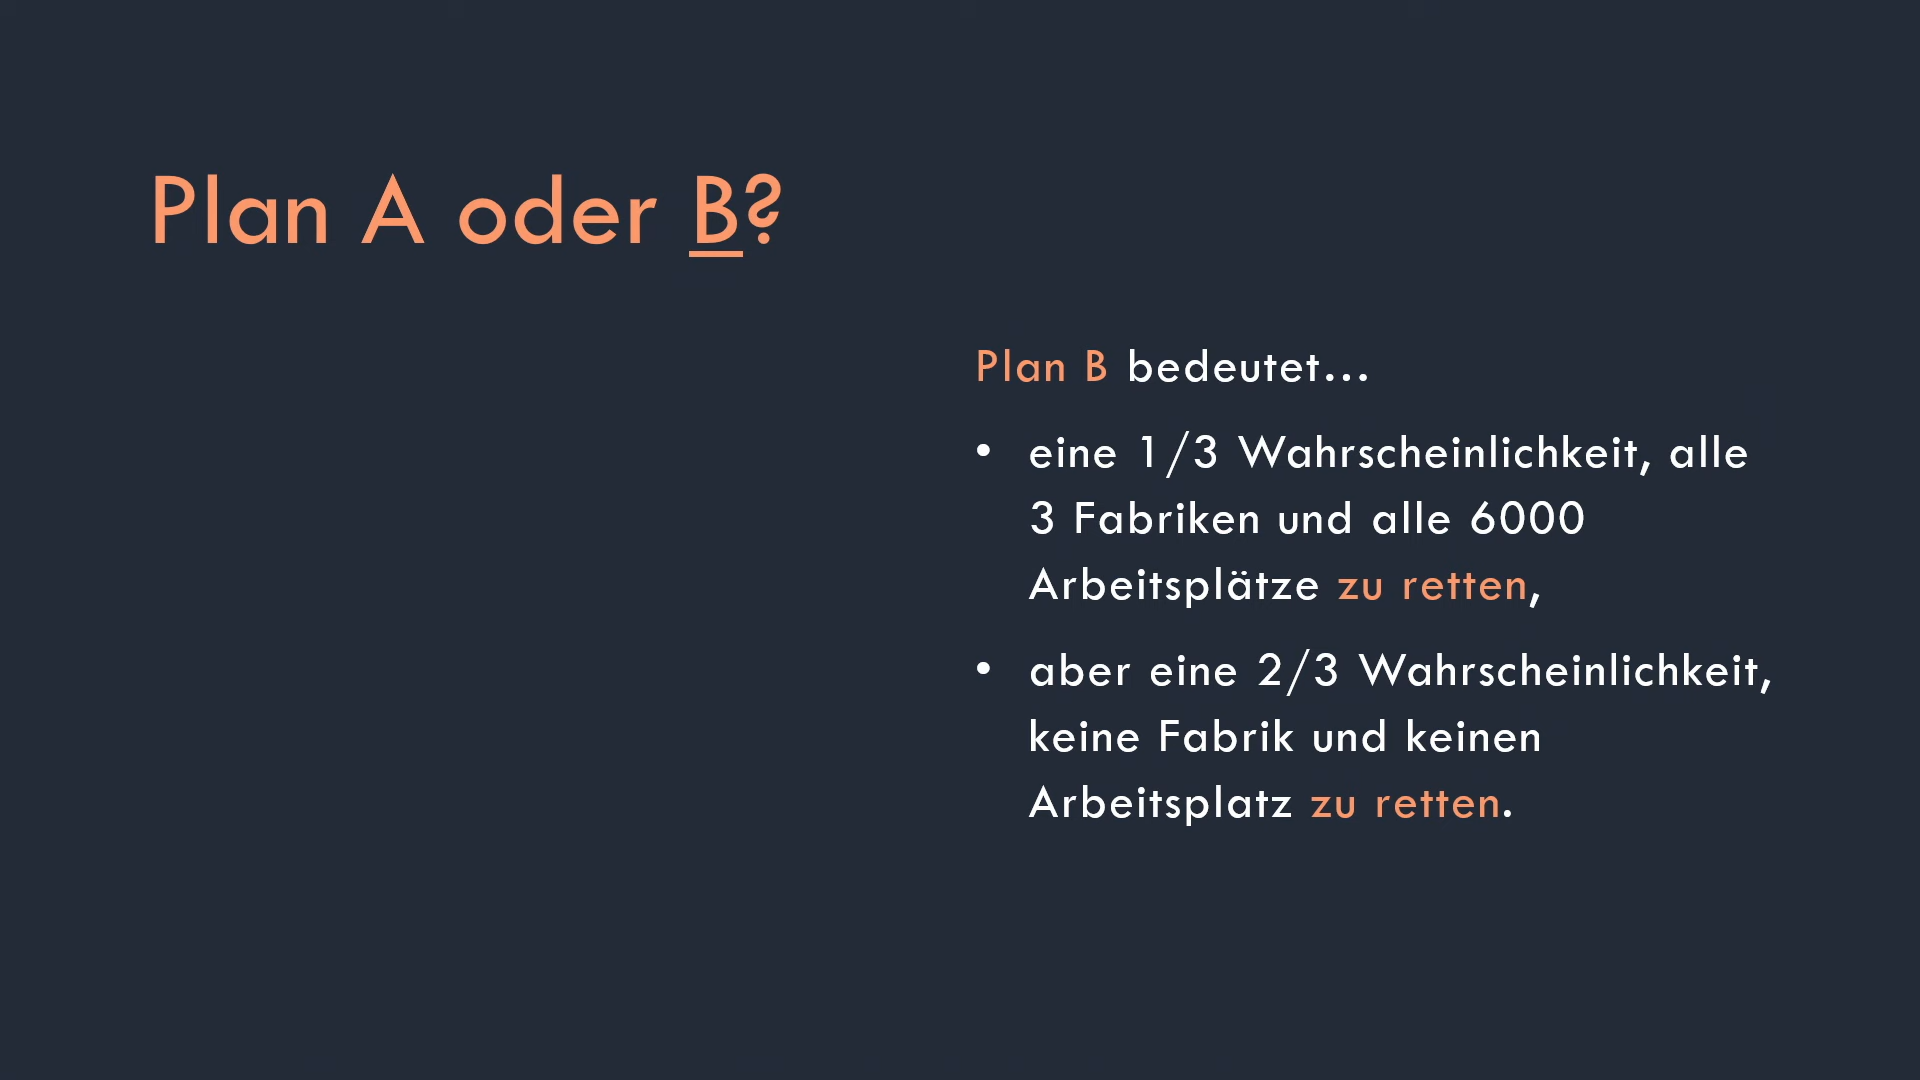 Plan A oder B?
Plan B bedeutet...
• eine 1/3 Wahrscheinlichkeit, alle
3 Fabriken und alle 6000
Arbeitsplätze zu retten,
• aber eine 2/3 Wahrscheinlichkeit,
keine Fabrik und keinen
Arbeitsplatz zu retten.